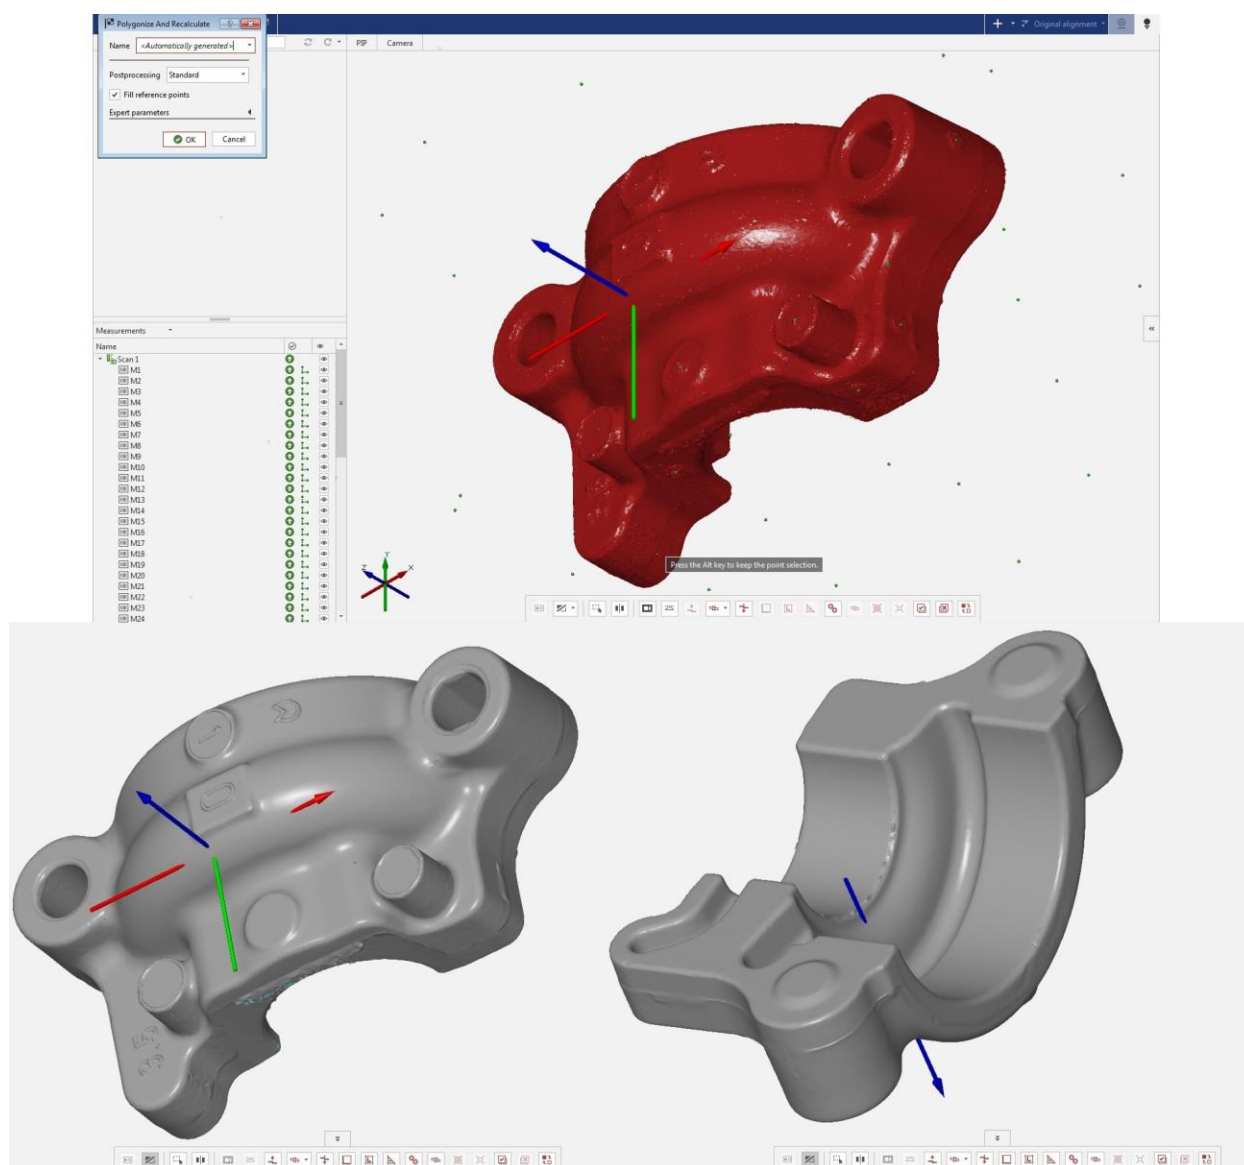 Polygonize And Recalculate
Name <Automatically generated>
Postprocessing Standard
Fill reference points
Expert parameters
OK Cancel
Original alignment
PIP Camera
Measurements
Name
Scan 1
M1
M2
M3
M4
M5
M6
M7
M8
M9
M10
M11
M12
M13
M14
M15
M16
M17
M18
M19
M20
M21
M22
M23
M24
Y
Z X
Press the Alt key to keep the point selection.